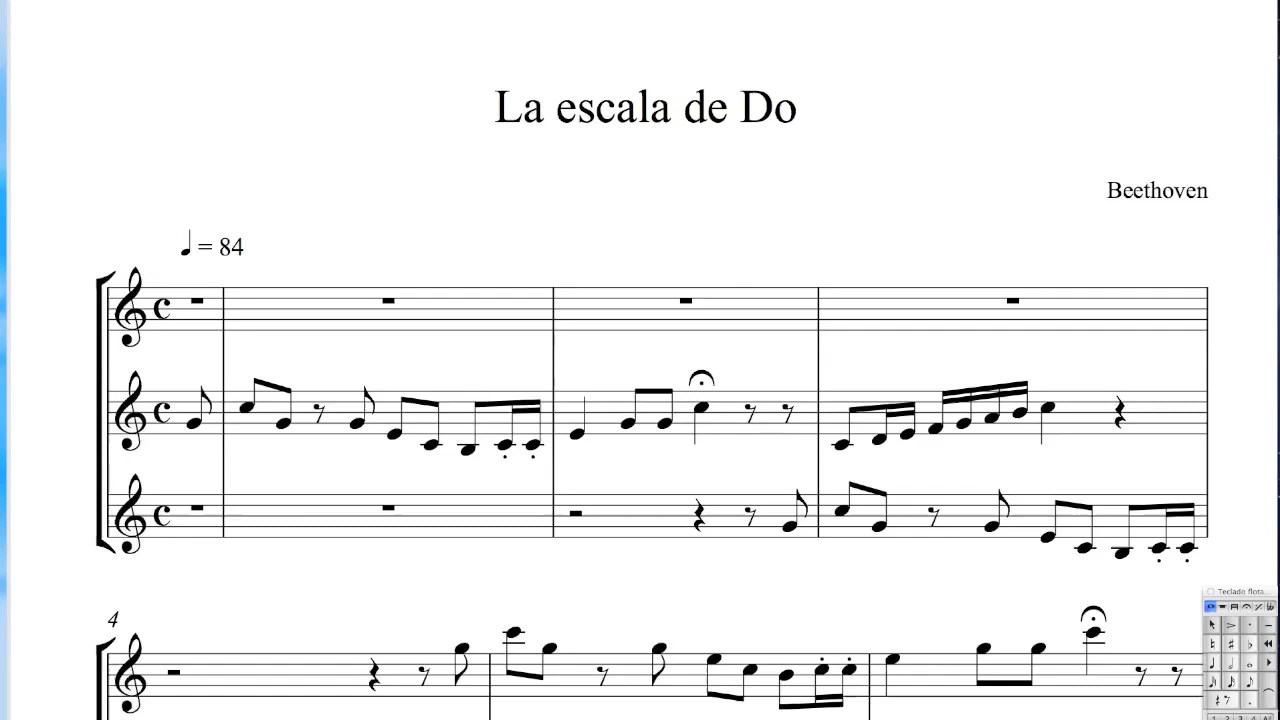 La escala de Do
Beethoven
= 84
4
Teclado flota...